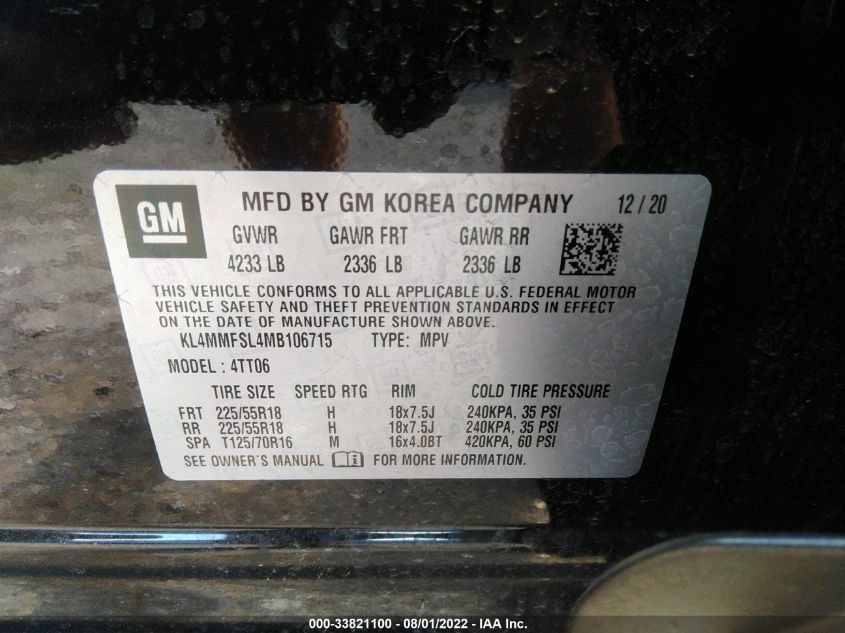 GM
MFD BY GM KOREA COMPANY 12/20
GVWR GAWR FRT GAWR RR
4233 LB 2336 LB 2336 LB
THIS VEHICLE CONFORMS TO ALL APPLICABLE U.S. FEDERAL MOTOR
VEHICLE SAFETY AND THEFT PREVENTION STANDARDS IN EFFECT
ON THE DATE OF MANUFACTURE SHOWN ABOVE.
KL4MMFSL4MB106715 TYPE: MPV
MODEL : 4TT06
TIRE SIZE SPEED RTG RIM COLD TIRE PRESSURE
FRT 225/55R18 H 18x7.5J 240KPA, 35 PSI
RR 225/55R18 H 18x7.5J 240KPA, 35 PSI
SPA T125/70R16 M 16x4.0BT 420KPA, 60 PSI
SEE OWNER'S MANUAL FOR MORE INFORMATION.
000-33821100 - 08/01/2022 - IAA Inc.